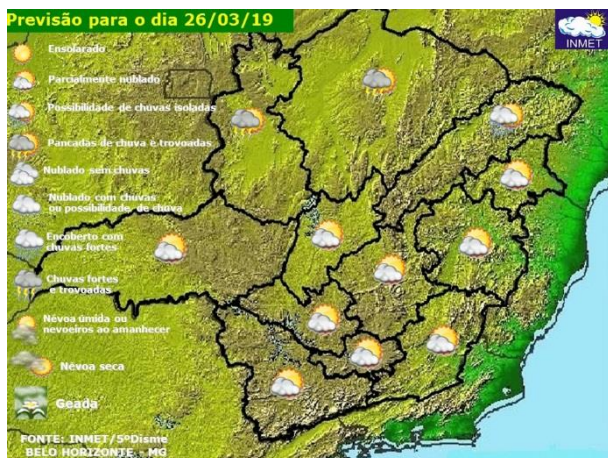 Previsão para o dia 26/03/19
INMET
Ensolarado
Parcialmente nublado
Possibilidade de chuvas isoladas
Pancadas de chuva e trovoadas
Nublado sem chuvas
Nublado com chuvas
ou possibilidade de chuva
Encoberto com
chuvas fortes
Chuvas fortes
e trovoadas
Névoa úmida ou
nevoeiros ao amanhecer
Névoa seca
Geada
FONTE: INMET/5ºDisme
BELO HORIZONTE - MG